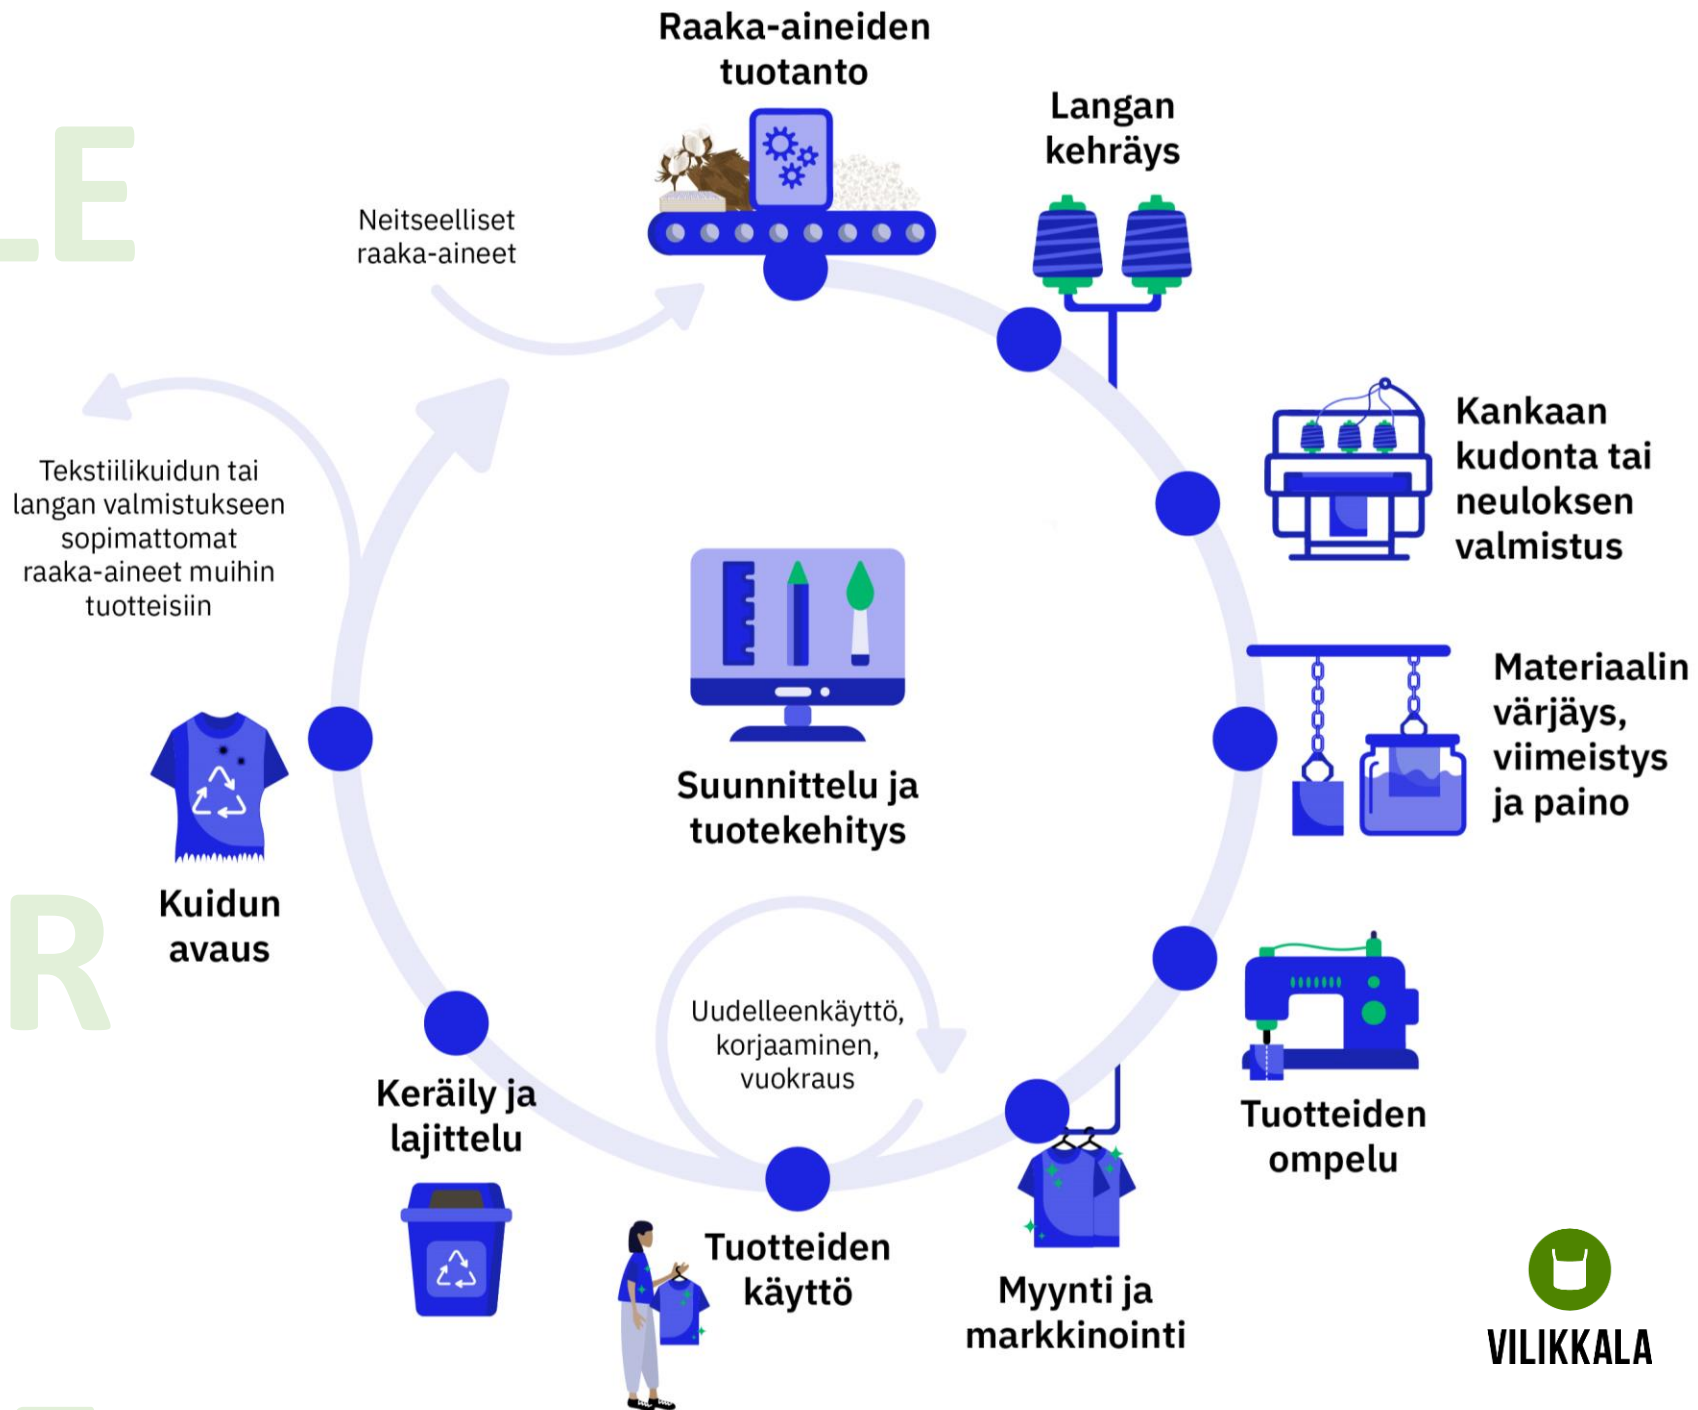 Raaka-aineiden
tuotanto
Langan
kehräys
Neitseelliset
raaka-aineet
Kankaan
kudonta tai
neuloksen
valmistus
Tekstiilikuidun tai
langan valmistukseen
sopimattomat
raaka-aineet muihin
tuotteisiin
Materiaalin
värjäys,
viimeistys
ja paino
Suunnittelu ja
tuotekehitys
Kuidun
avaus
Uudelleenkäyttö,
korjaaminen,
vuokraus
Keräily ja
lajittelu
Tuotteiden
ompelu
Tuotteiden
käyttö
Myynti ja
markkinointi
VILIKKALA
LE
R